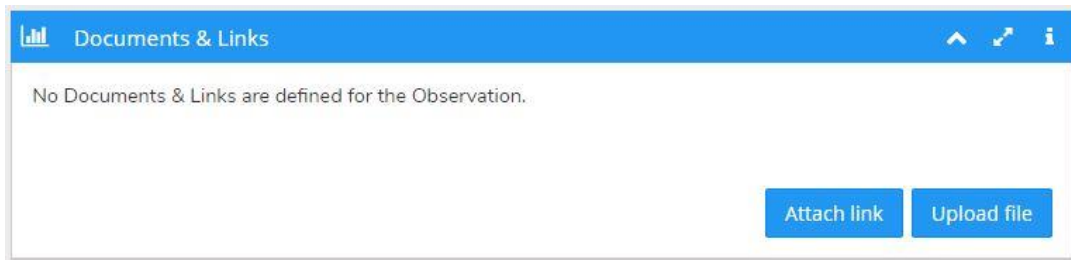 Documents & Links
No Documents & Links are defined for the Observation.
Attach link Upload file